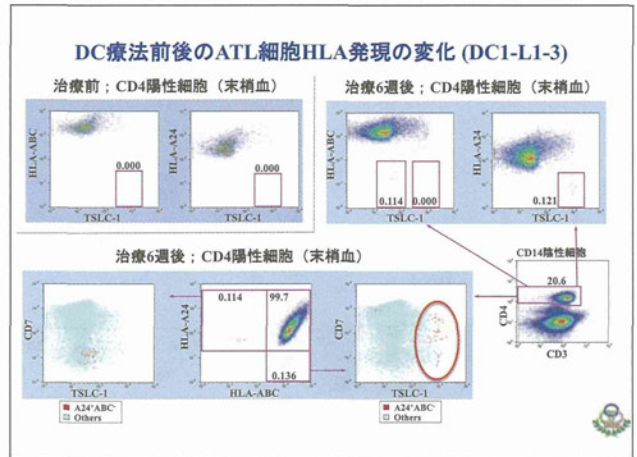 DC療法前後のATL細胞HLA発現の変化 (DC1-L1-3)
治療前；CD4陽性細胞（末梢血）
治療6週後；CD4陽性細胞（末梢血）
HLA-ABC
0.000
TSLC-1
HLA-A24
0.000
TSLC-1
HLA-ABC
0.114
0.000
TSLC-1
HLA-A24
0.121
TSLC-1
治療6週後；CD4陽性細胞（末梢血）
CD14陰性細胞
20.6
CD4
CD3
CD7
TSLC-1
A24⁺ABC⁻
Others
0.114
99.7
HLA-A24
0.136
HLA-ABC
CD7
TSLC-1
A24⁺ABC⁻
Others